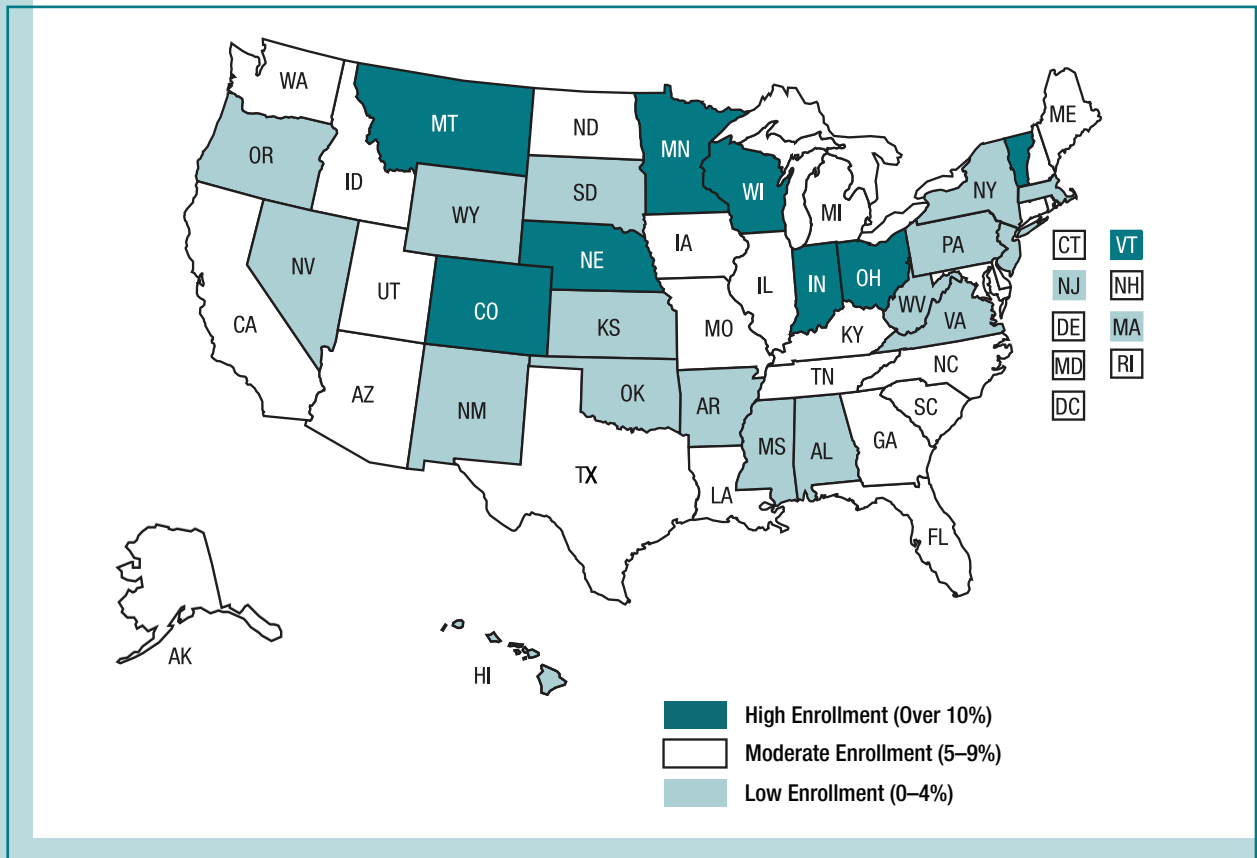 WA
MT
ND
MN
ME
OR
ID
SD
WI
MI
NY
WY
IA
PA
CT
VT
NE
NV
UT
IL
IN
OH
NJ
NH
CO
WV
CA
KS
MO
KY
VA
DE
MA
AZ
NM
OK
AR
TN
NC
MD
RI
SC
DC
MS
AL
GA
TX
LA
FL
AK
HI
High Enrollment (Over 10%)
Moderate Enrollment (5–9%)
Low Enrollment (0–4%)